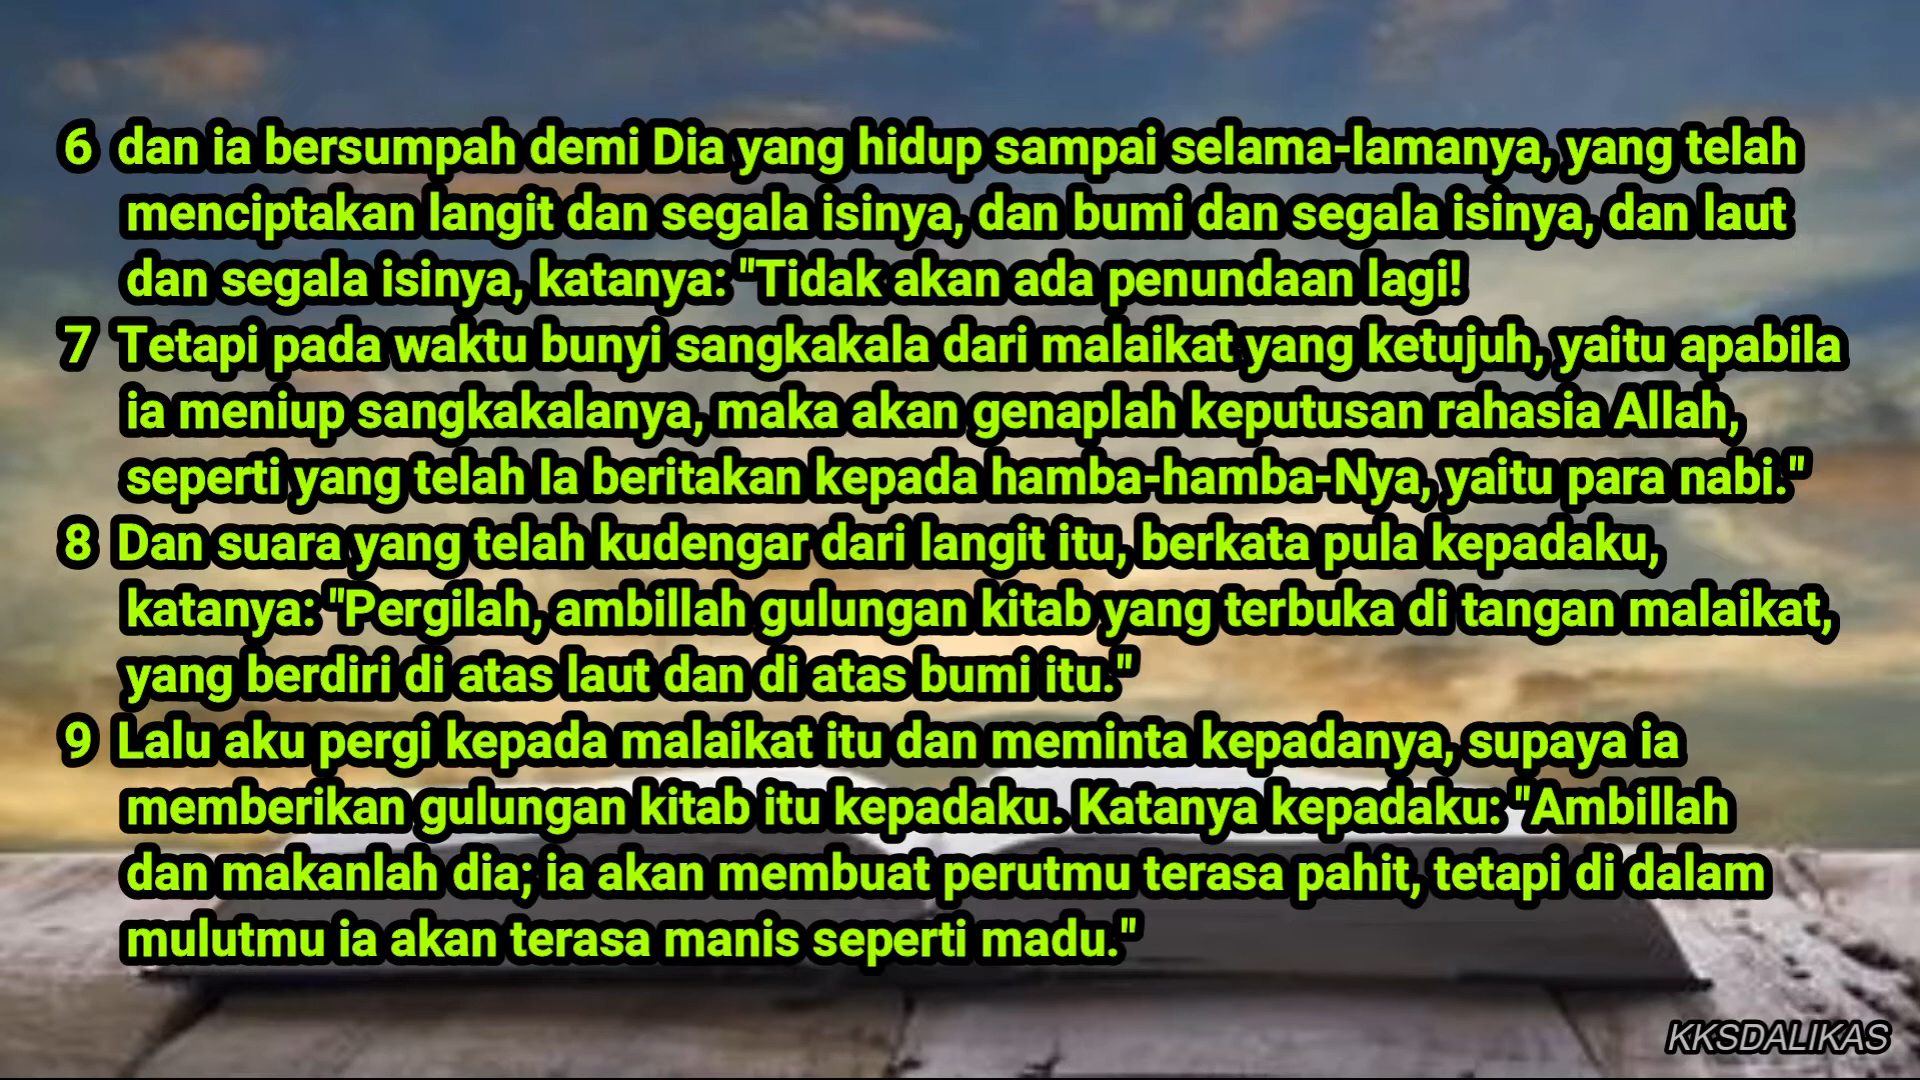 6 dan ia bersumpah demi Dia yang hidup sampai selama-lamanya, yang telah
menciptakan langit dan segala isinya, dan bumi dan segala isinya, dan laut
dan segala isinya, katanya: "Tidak akan ada penundaan lagi!
7 Tetapi pada waktu bunyi sangkakala dari malaikat yang ketujuh, yaitu apabila
ia meniup sangkakalanya, maka akan genaplah keputusan rahasia Allah,
seperti yang telah Ia beritakan kepada hamba-hamba-Nya, yaitu para nabi."
8 Dan suara yang telah kudengar dari langit itu, berkata pula kepadaku,
katanya: "Pergilah, ambillah gulungan kitab yang terbuka di tangan malaikat,
yang berdiri di atas laut dan di atas bumi itu."
9 Lalu aku pergi kepada malaikat itu dan meminta kepadanya, supaya ia
memberikan gulungan kitab itu kepadaku. Katanya kepadaku: "Ambillah
dan makanlah dia; ia akan membuat perutmu terasa pahit, tetapi di dalam
mulutmu ia akan terasa manis seperti madu."
KKSDALIKAS